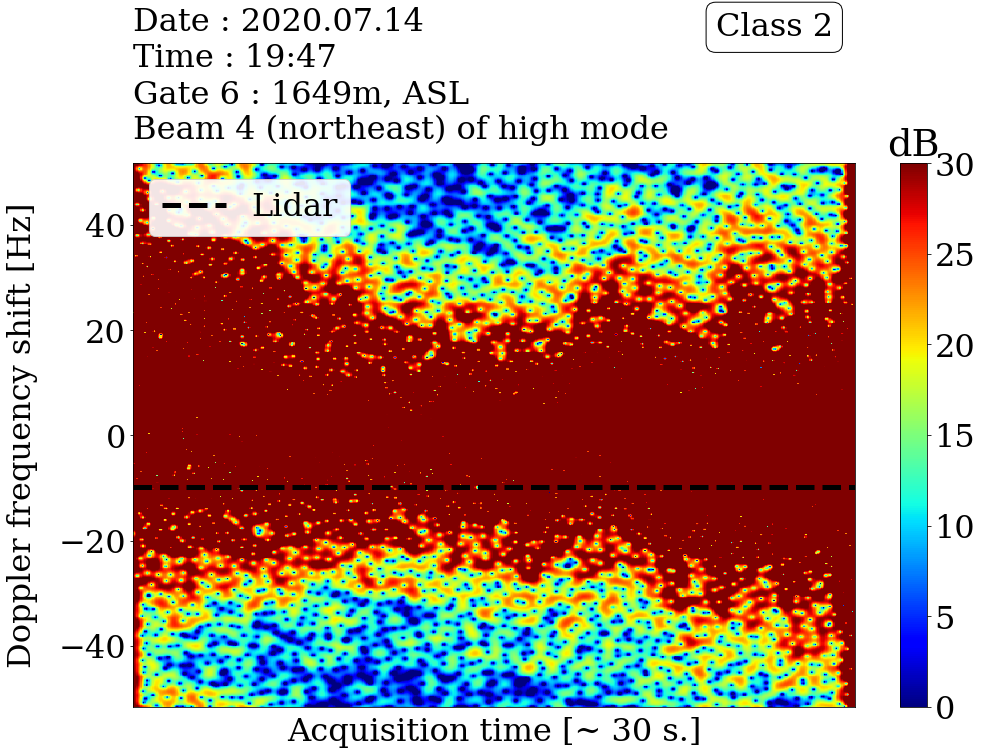 Date : 2020.07.14
Time : 19:47
Gate 6 : 1649m, ASL
Beam 4 (northeast) of high mode
Class 2
dB
Lidar
Doppler frequency shift [Hz]
40
20
0
−20
−40
Acquisition time [~ 30 s.]
30
25
20
15
10
5
0